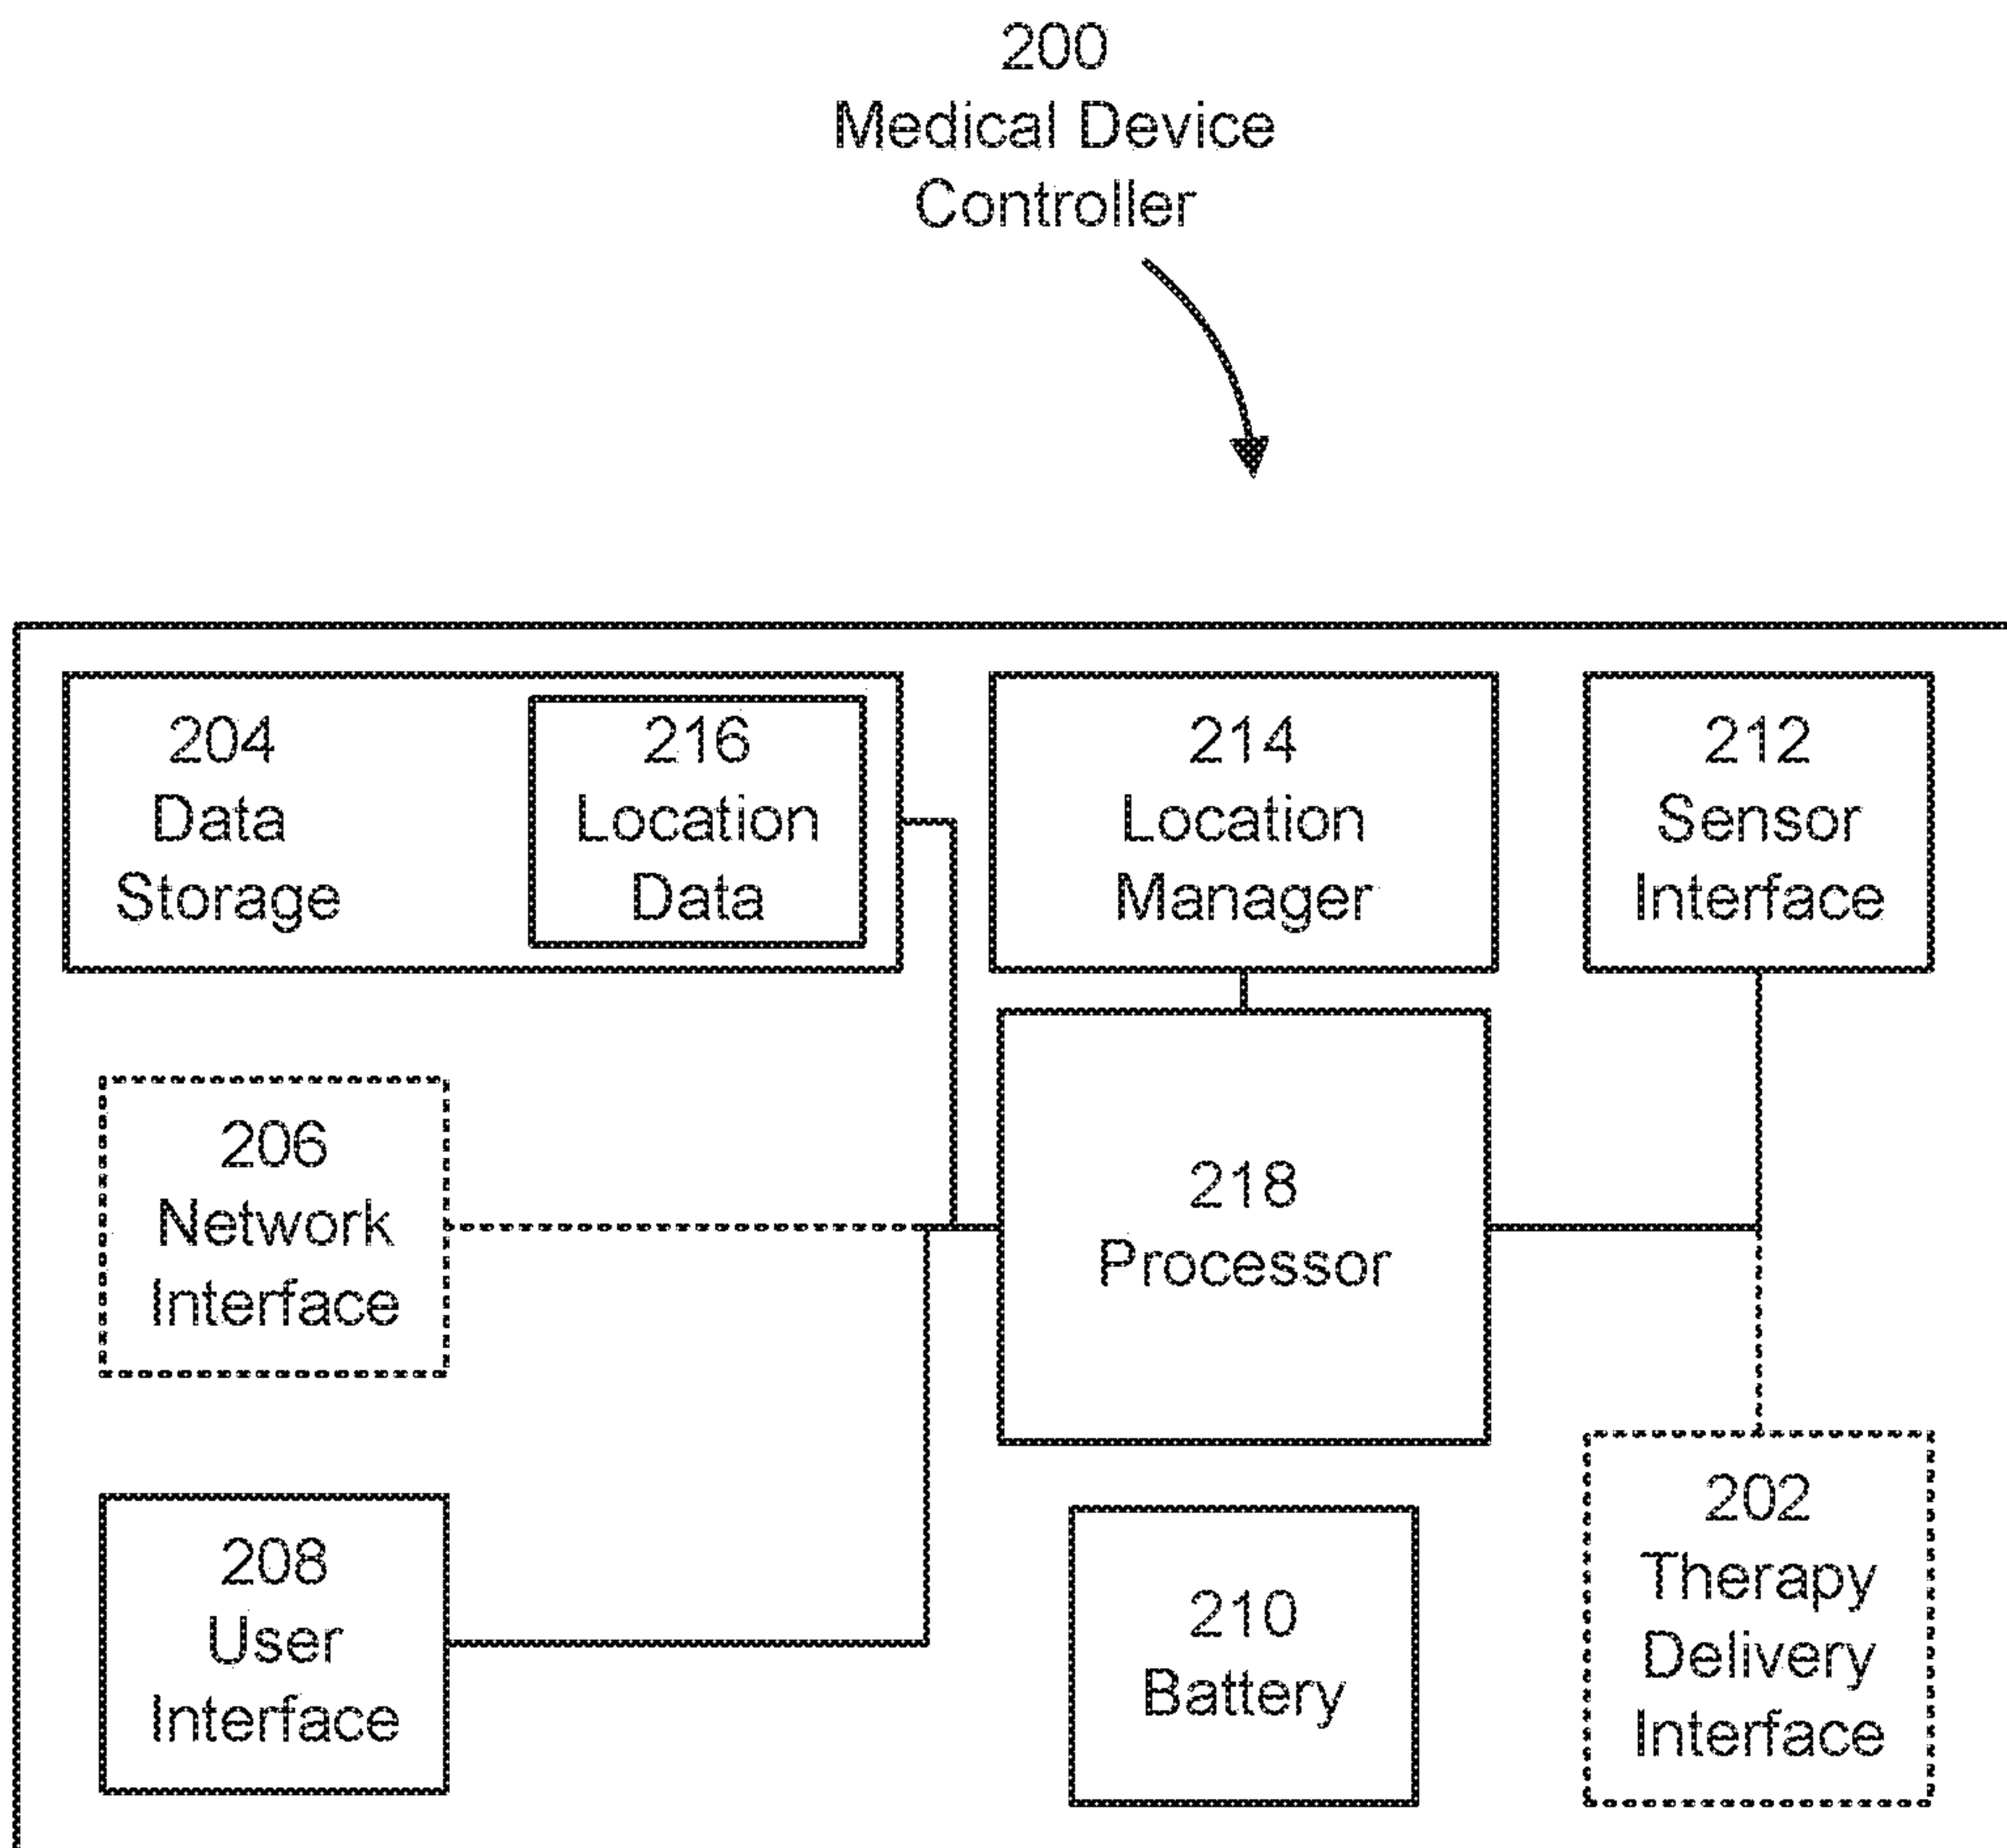 200
Medical Device
Controller
204
Data
Storage
216
Location
Data
214
Location
Manager
212
Sensor
Interface
206
Network
Interface
218
Processor
208
User
Interface
210
Battery
202
Therapy
Delivery
Interface